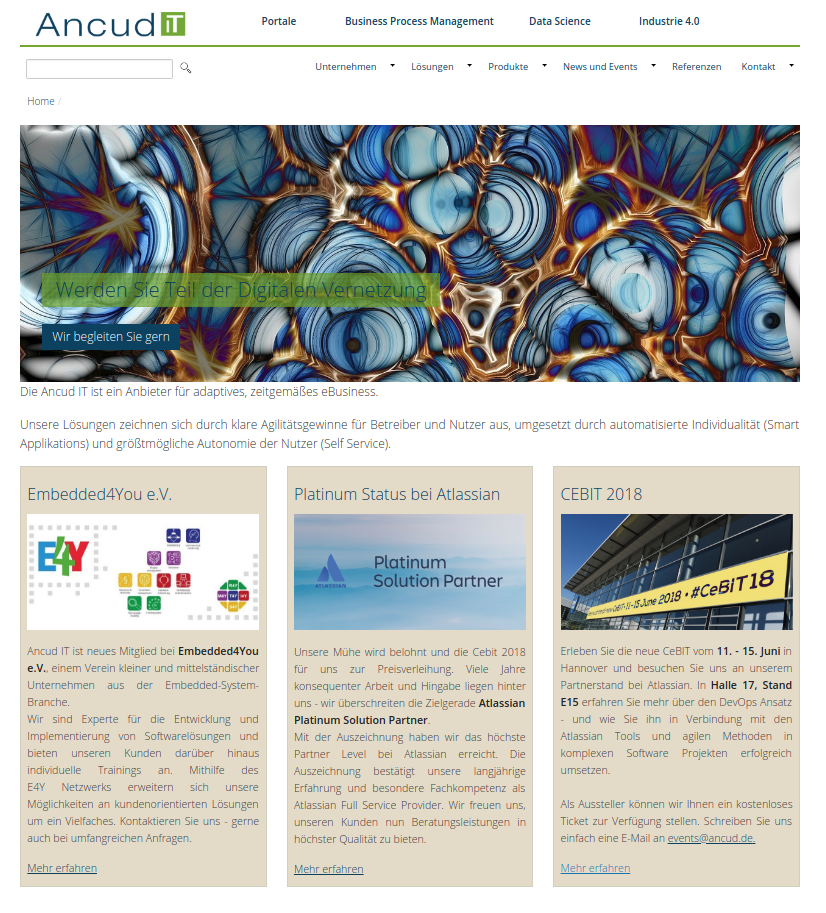 Ancud IT
Portale
Business Process Management
Data Science
Industrie 4.0
Unternehmen
Lösungen
Produkte
News und Events
Referenzen
Kontakt
Home /
Werden Sie Teil der Digitalen Vernetzung
Wir begleiten Sie gern
Die Ancud IT ist ein Anbieter für adaptives, zeitgemäßes eBusiness.
Unsere Lösungen zeichnen sich durch klare Agilitätsgewinne für Betreiber und Nutzer aus, umgesetzt durch automatisierte Individualität (Smart
Applikations) und größtmögliche Autonomie der Nutzer (Self Service).
Embedded4You e.V.
E4Y
Ancud IT ist neues Mitglied bei Embedded4You
e.V., einem Verein kleiner und mittelständischer
Unternehmen aus der Embedded-System-
Branche.
Wir sind Experte für die Entwicklung und
Implementierung von Softwarelösungen und
bieten unseren Kunden darüber hinaus
individuelle Trainings an. Mithilfe des
E4Y Netzwerks erweitern sich unsere
Möglichkeiten an kundenorientierten Lösungen
um ein Vielfaches. Kontaktieren Sie uns - gerne
auch bei umfangreichen Anfragen.
Mehr erfahren
Platinum Status bei Atlassian
ATLASSIAN
Platinum
Solution Partner
Unsere Mühe wird belohnt und die Cebit 2018
für uns zur Preisverleihung. Viele Jahre
konsequenter Arbeit und Hingabe liegen hinter
uns - wir überschreiten die Zielgerade Atlassian
Platinum Solution Partner.
Mit der Auszeichnung haben wir das höchste
Partner Level bei Atlassian erreicht. Die
Auszeichnung bestätigt unsere langjährige
Erfahrung und besondere Fachkompetenz als
Atlassian Full Service Provider. Wir freuen uns,
unseren Kunden nun Beratungsleistungen in
höchster Qualität zu bieten.
Mehr erfahren
CEBIT 2018
CeBIT · 11-15 June 2018 · #CeBIT18
Erleben Sie die neue CeBIT vom 11. - 15. Juni in
Hannover und besuchen Sie uns an unserem
Partnerstand bei Atlassian. In Halle 17, Stand
E15 erfahren Sie mehr über den DevOps Ansatz
- und wie Sie ihn in Verbindung mit den
Atlassian Tools und agilen Methoden in
komplexen Software Projekten erfolgreich
umsetzen.
Als Aussteller können wir Ihnen ein kostenloses
Ticket zur Verfügung stellen. Schreiben Sie uns
einfach eine E-Mail an events@ancud.de.
Mehr erfahren